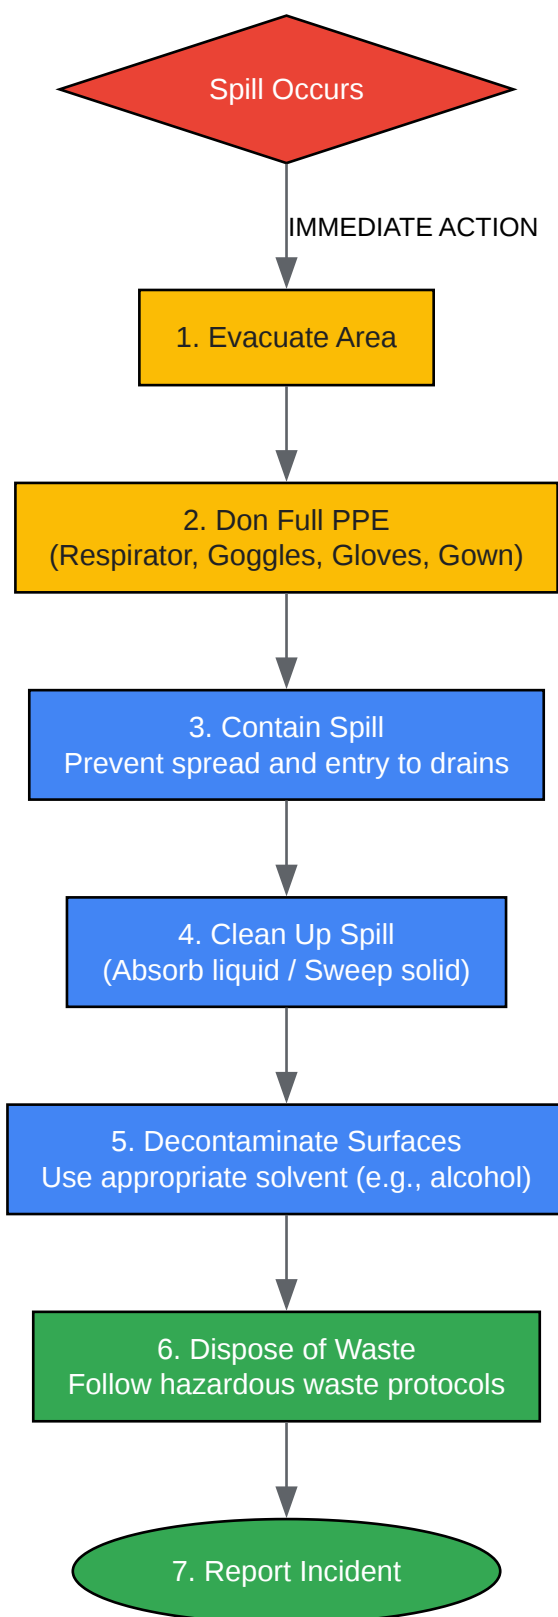 Spill Occurs
IMMEDIATE ACTION
1. Evacuate Area
2. Don Full PPE
(Respirator, Goggles, Gloves, Gown)
3. Contain Spill
Prevent spread and entry to drains
4. Clean Up Spill
(Absorb liquid / Sweep solid)
5. Decontaminate Surfaces
Use appropriate solvent (e.g., alcohol)
6. Dispose of Waste
Follow hazardous waste protocols
7. Report Incident